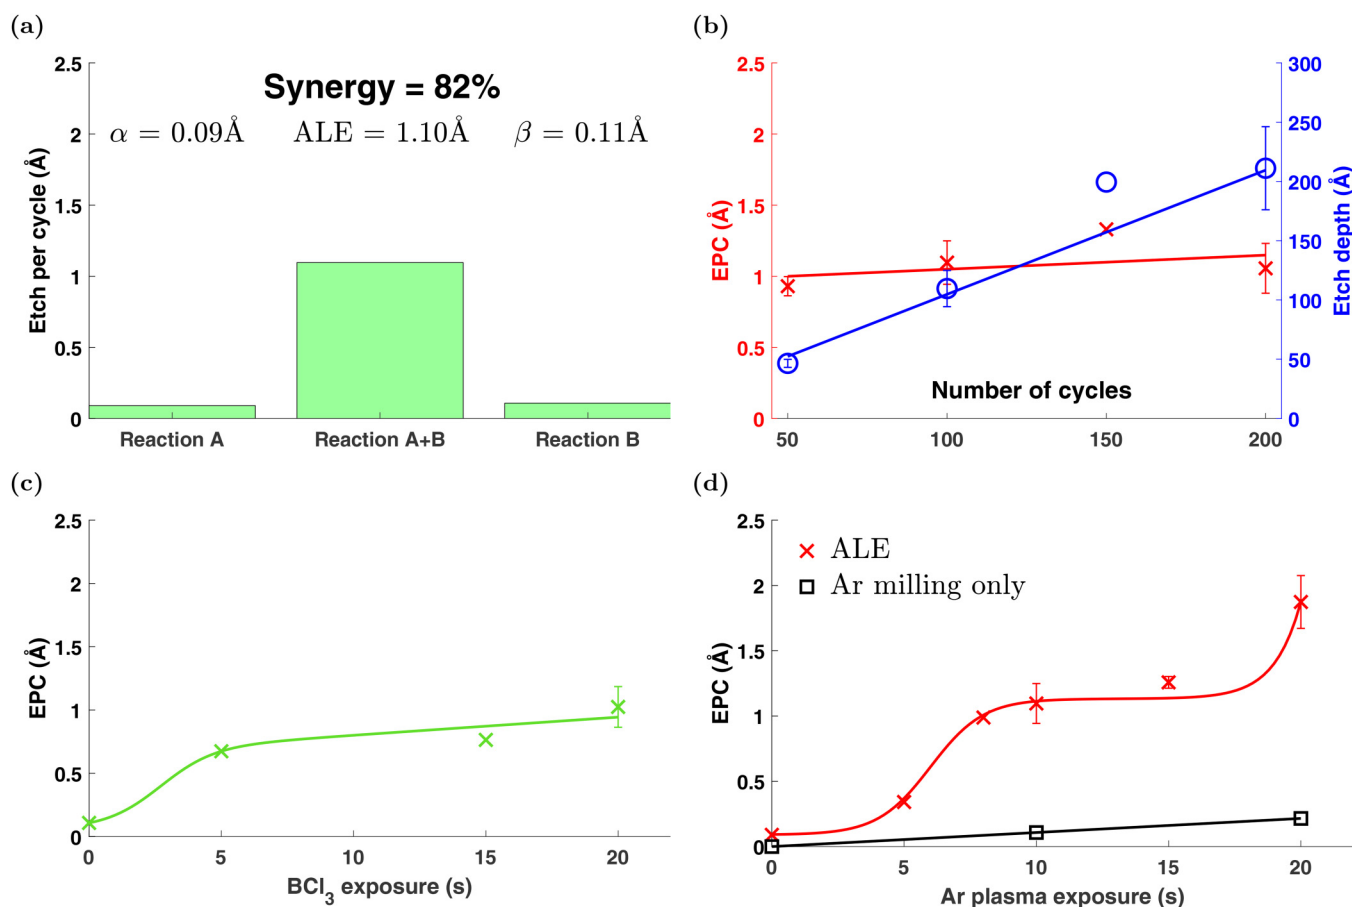 (a)
Synergy = 82%
α = 0.09Å ALE = 1.10Å β = 0.11Å
Etch per cycle (Å)
2.5
2
1.5
1
0.5
0
Reaction A Reaction A+B Reaction B
(b)
EPC (Å)
2.5
2
1.5
1
0.5
0
Etch depth (Å)
300
250
200
150
100
50
0
Number of cycles
50 100 150 200
(c)
EPC (Å)
2.5
2
1.5
1
0.5
0
0 5 10 15 20
BCl₃ exposure (s)
(d)
ALE
Ar milling only
EPC (Å)
2.5
2
1.5
1
0.5
0
0 5 10 15 20
Ar plasma exposure (s)